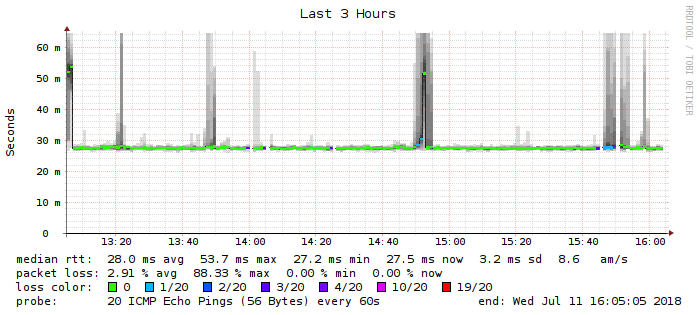 Last 3 Hours
RRDTOOL / TOBI OETIKER
Seconds
60 m
50 m
40 m
30 m
20 m
10 m
0
13:20 13:40 14:00 14:20 14:40 15:00 15:20 15:40 16:00
median rtt: 28.0 ms avg 53.7 ms max 27.2 ms min 27.5 ms now 3.2 ms sd 8.6 am/s
packet loss: 2.91 % avg 88.33 % max 0.00 % min 0.00 % now
loss color: 0 1/20 2/20 3/20 4/20 10/20 19/20
probe: 20 ICMP Echo Pings (56 Bytes) every 60s end: Wed Jul 11 16:05:05 2018